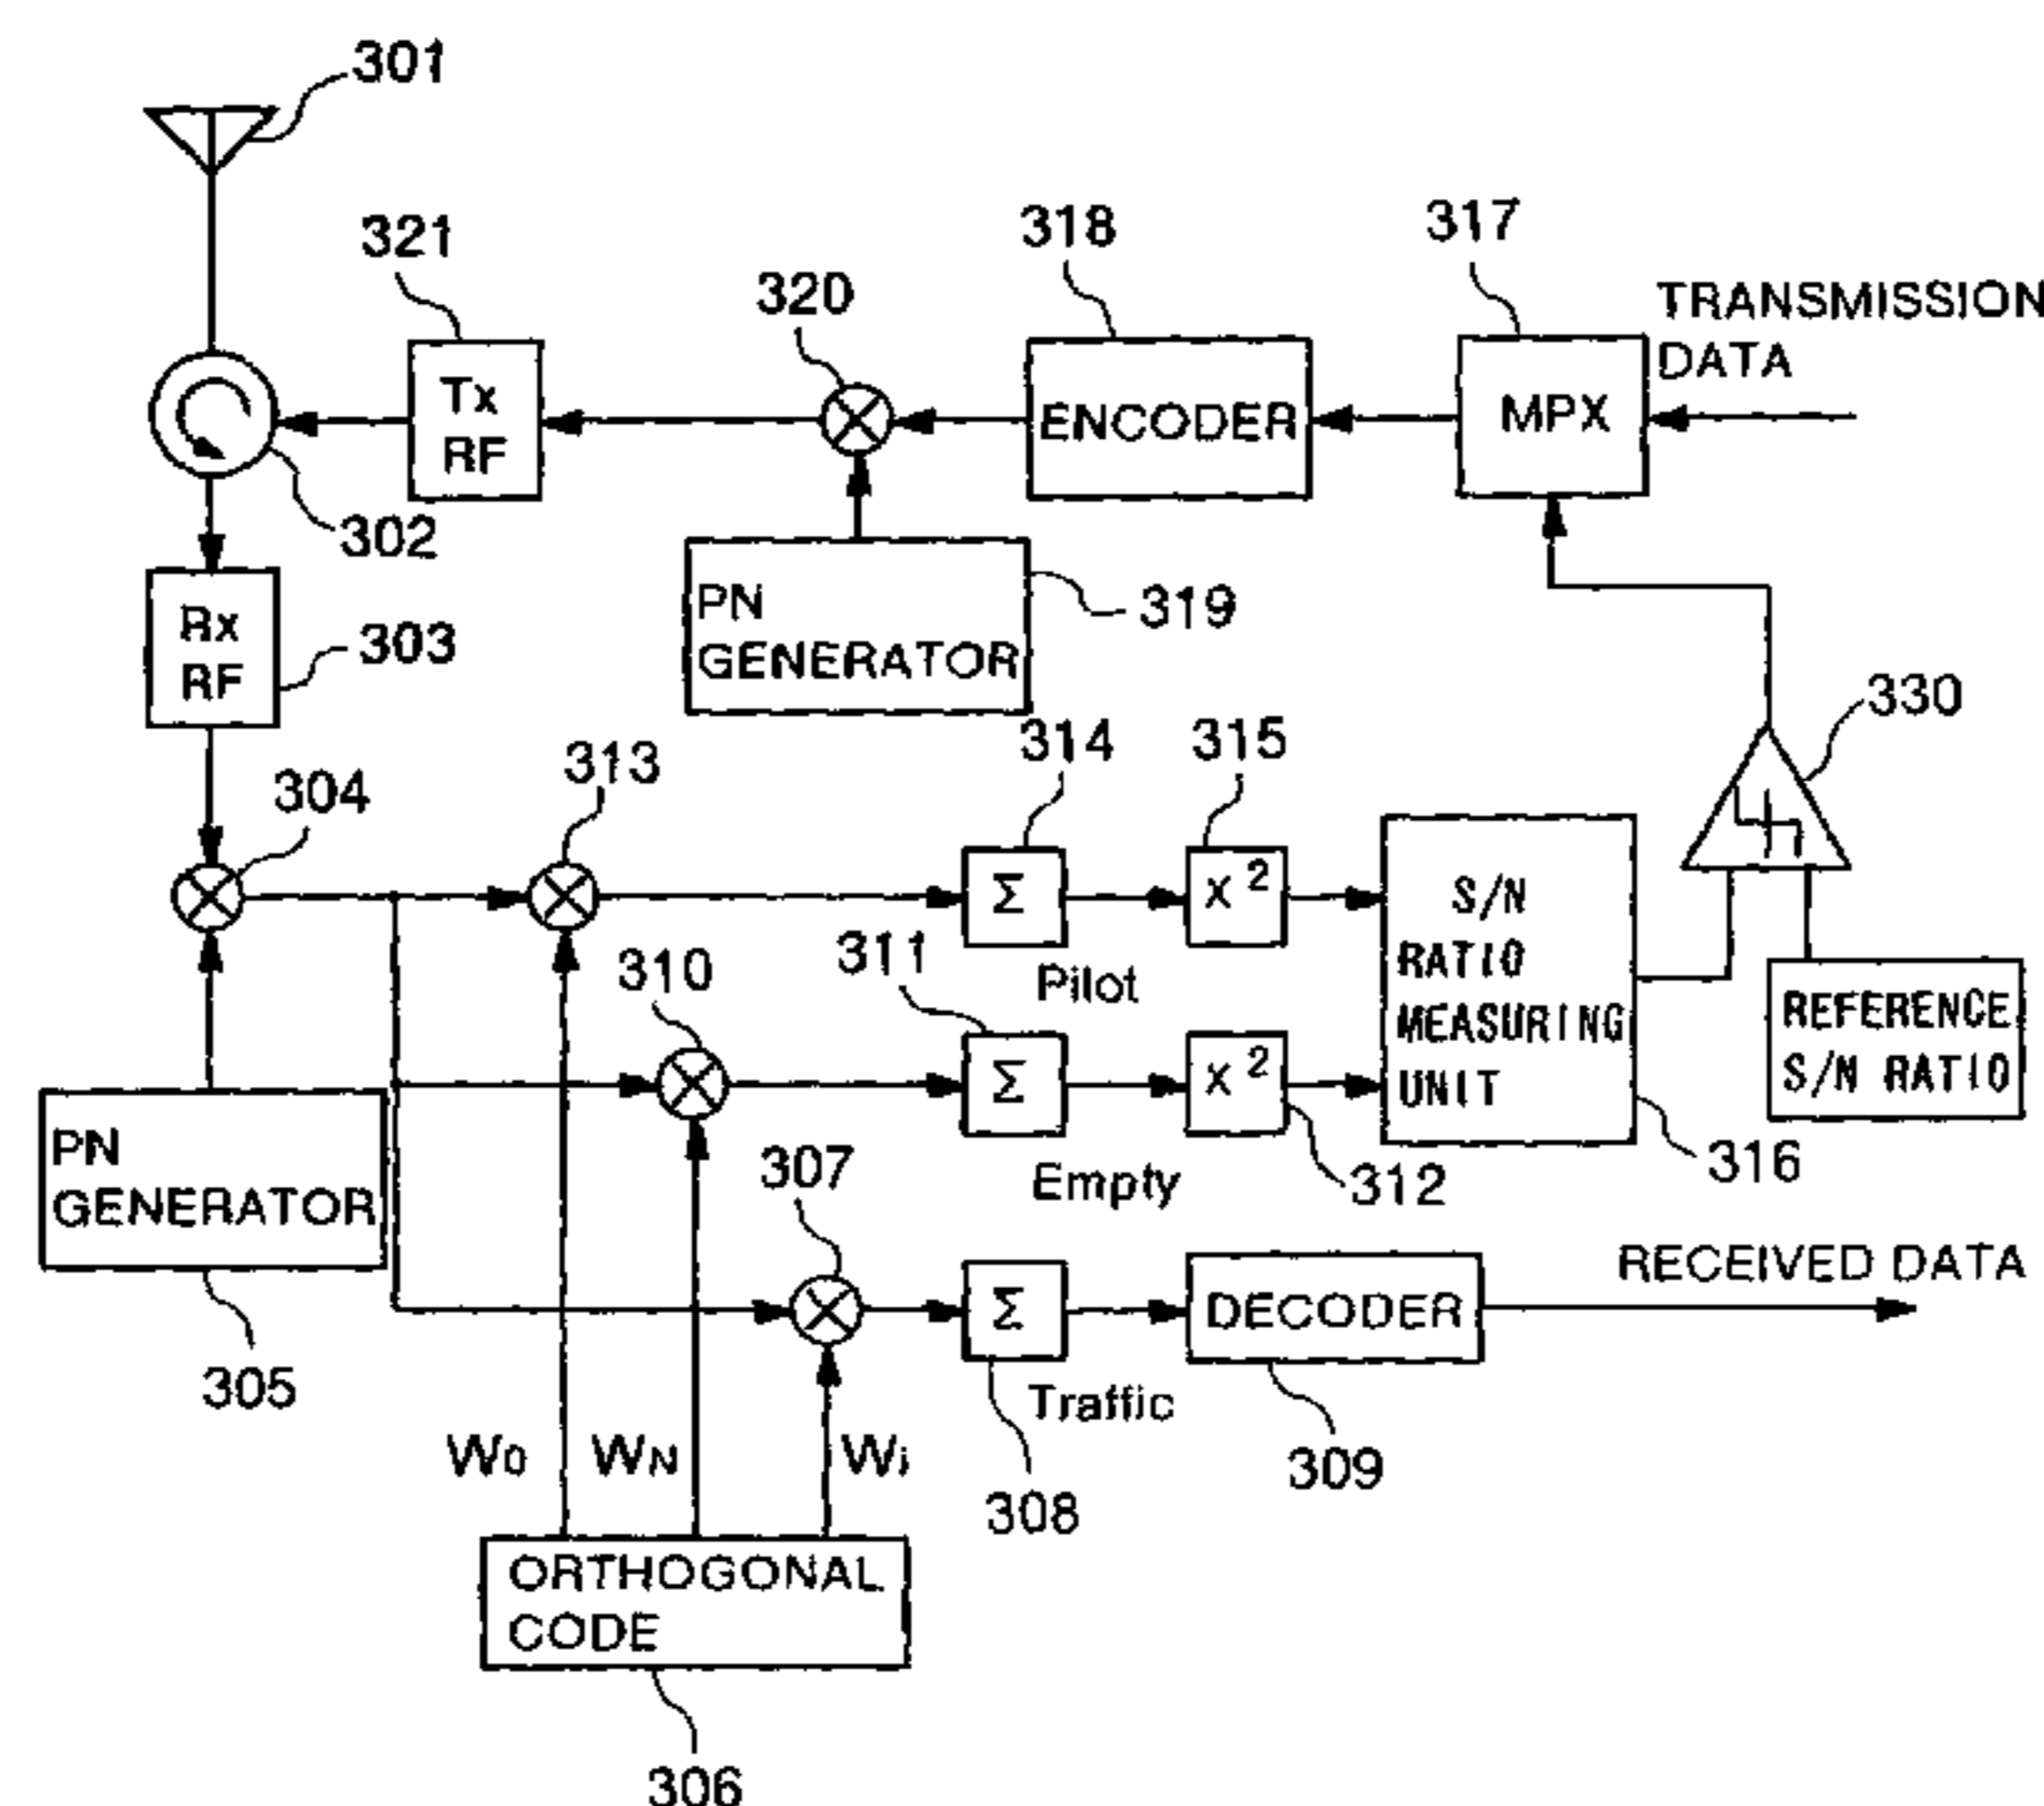 301
321
320
318
317
TRANSMISSION
DATA
Tx
RF
ENCODER
MPX
302
PN
GENERATOR
319
Rx
RF
303
330
304
313
314
315
Σ
X²
S/N
RATIO
MEASURING
UNIT
REFERENCE
S/N RATIO
310
311
Pilot
Σ
X²
PN
GENERATOR
307
Empty
312
316
305
Σ
DECODER
RECEIVED DATA
Traffic
308
309
W0
WN
Wi
ORTHOGONAL
CODE
306